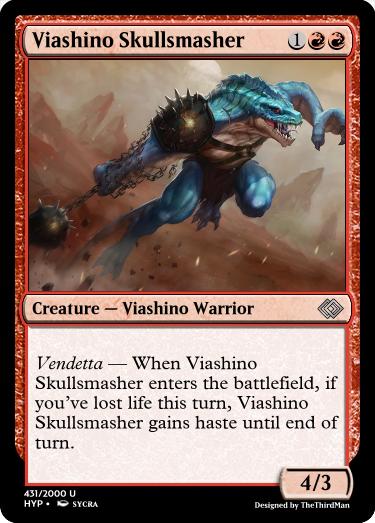 Viashino Skullsmasher 1
Creature — Viashino Warrior
Vendetta — When Viashino
Skullsmasher enters the battlefield, if
you've lost life this turn, Viashino
Skullsmasher gains haste until end of
turn.
4/3
431/2000 U
HYP • SYCRA
Designed by TheThirdMan